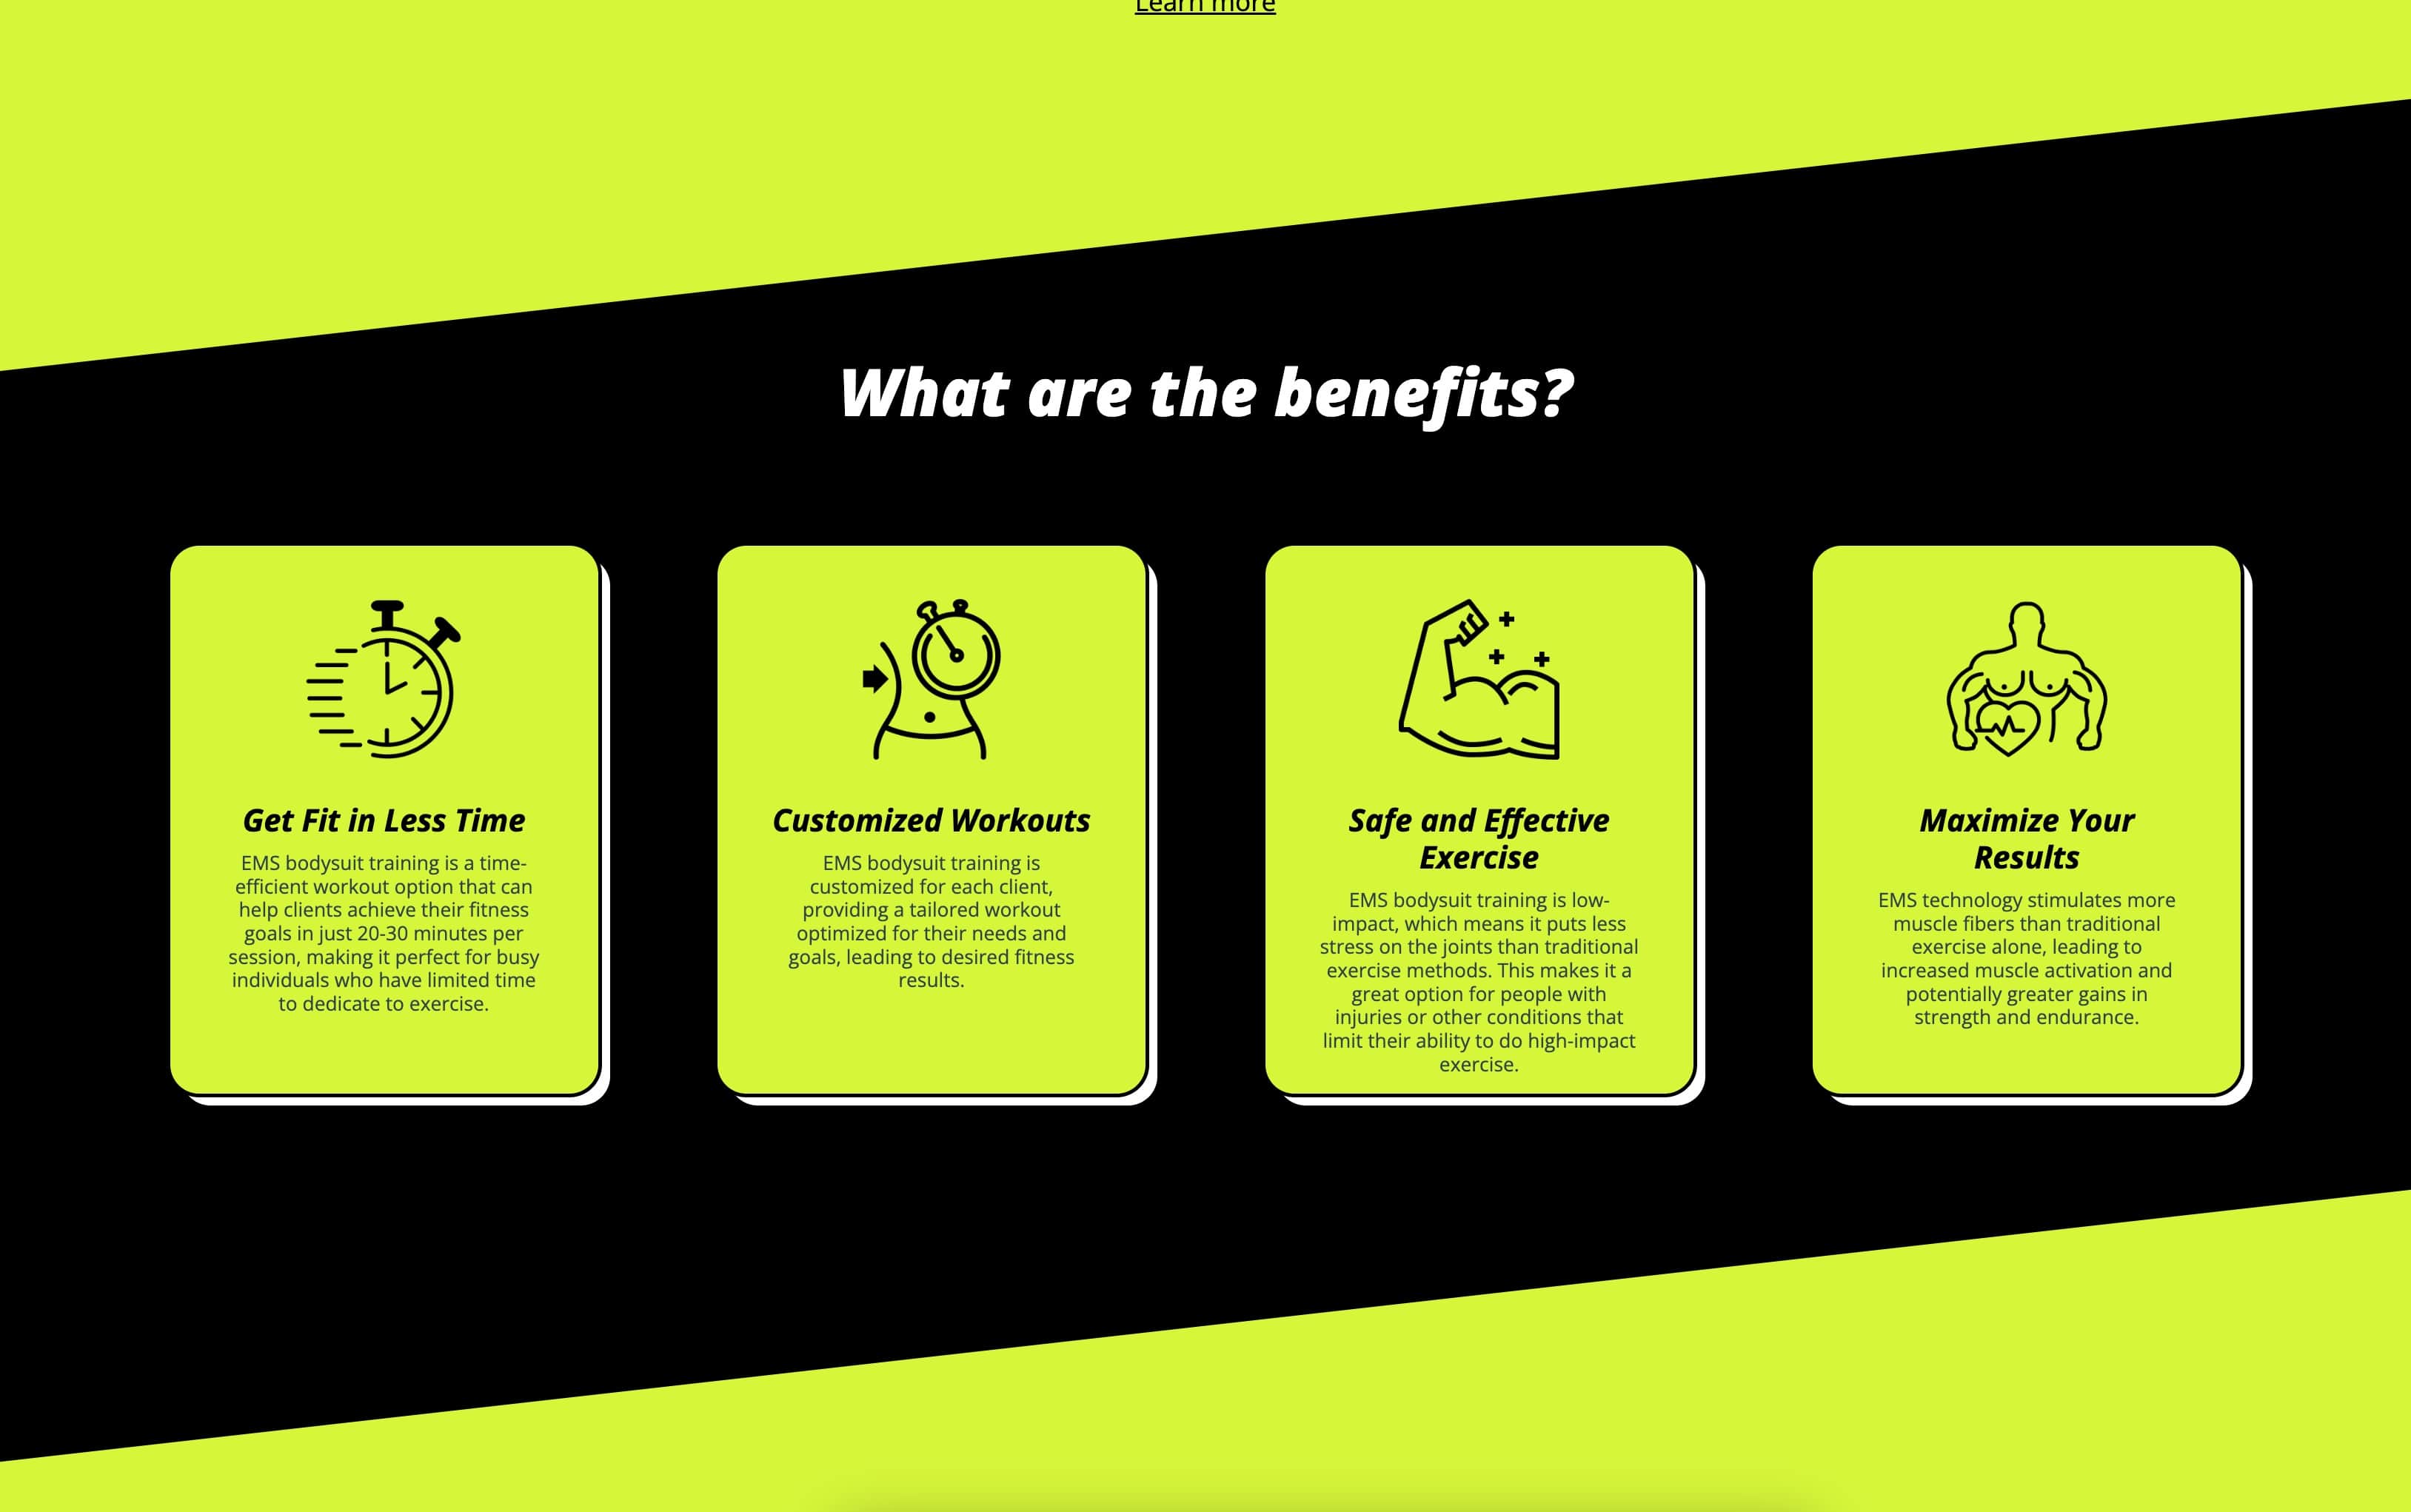 Learn more
What are the benefits?
Get Fit in Less Time
EMS bodysuit training is a time-
efficient workout option that can
help clients achieve their fitness
goals in just 20-30 minutes per
session, making it perfect for busy
individuals who have limited time
to dedicate to exercise.
Customized Workouts
EMS bodysuit training is
customized for each client,
providing a tailored workout
optimized for their needs and
goals, leading to desired fitness
results.
Safe and Effective
Exercise
EMS bodysuit training is low-
impact, which means it puts less
stress on the joints than traditional
exercise methods. This makes it a
great option for people with
injuries or other conditions that
limit their ability to do high-impact
exercise.
Maximize Your
Results
EMS technology stimulates more
muscle fibers than traditional
exercise alone, leading to
increased muscle activation and
potentially greater gains in
strength and endurance.